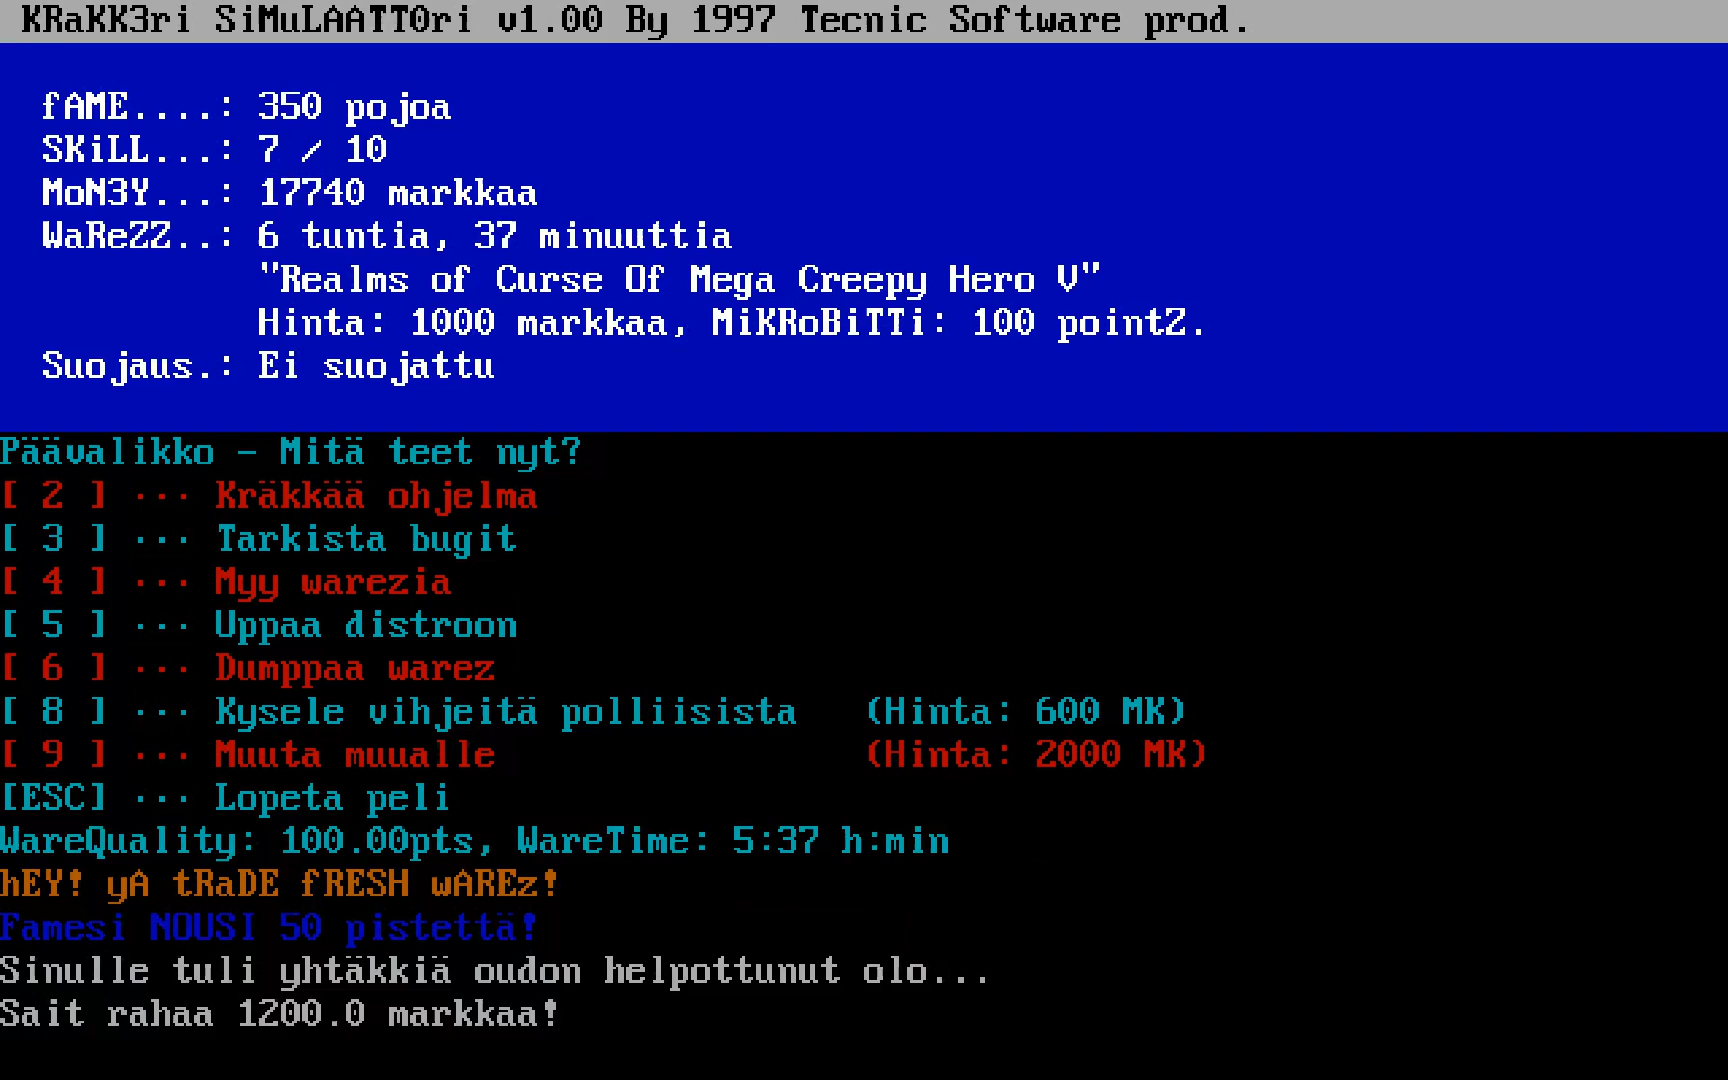 KRaKK3ri SiMuLAATT0ri v1.00 By 1997 Tecnic Software prod.
fAME....: 350 pojoa
SKiLL...: 7 / 10
MoN3Y...: 17740 markkaa
WaReZZ..: 6 tuntia, 37 minuuttia
"Realms of Curse Of Mega Creepy Hero V"
Hinta: 1000 markkaa, MiKRoBiTTi: 100 pointZ.
Suojaus.: Ei suojattu
Päävalikko - Mitä teet nyt?
[ 2 ] ··· Kräkkää ohjelma
[ 3 ] ··· Tarkista bugit
[ 4 ] ··· Myy warezia
[ 5 ] ··· Uppaa distroon
[ 6 ] ··· Dumppaa warez
[ 8 ] ··· Kysele vihjeitä polliisista (Hinta: 600 MK)
[ 9 ] ··· Muuta muualle (Hinta: 2000 MK)
[ESC] ··· Lopeta peli
WareQuality: 100.00pts, WareTime: 5:37 h:min
hEY! yA tRaDE fRESH wAREz!
Famesi NOUSI 50 pistettä!
Sinulle tuli yhtäkkiä oudon helpottunut olo...
Sait rahaa 1200.0 markkaa!